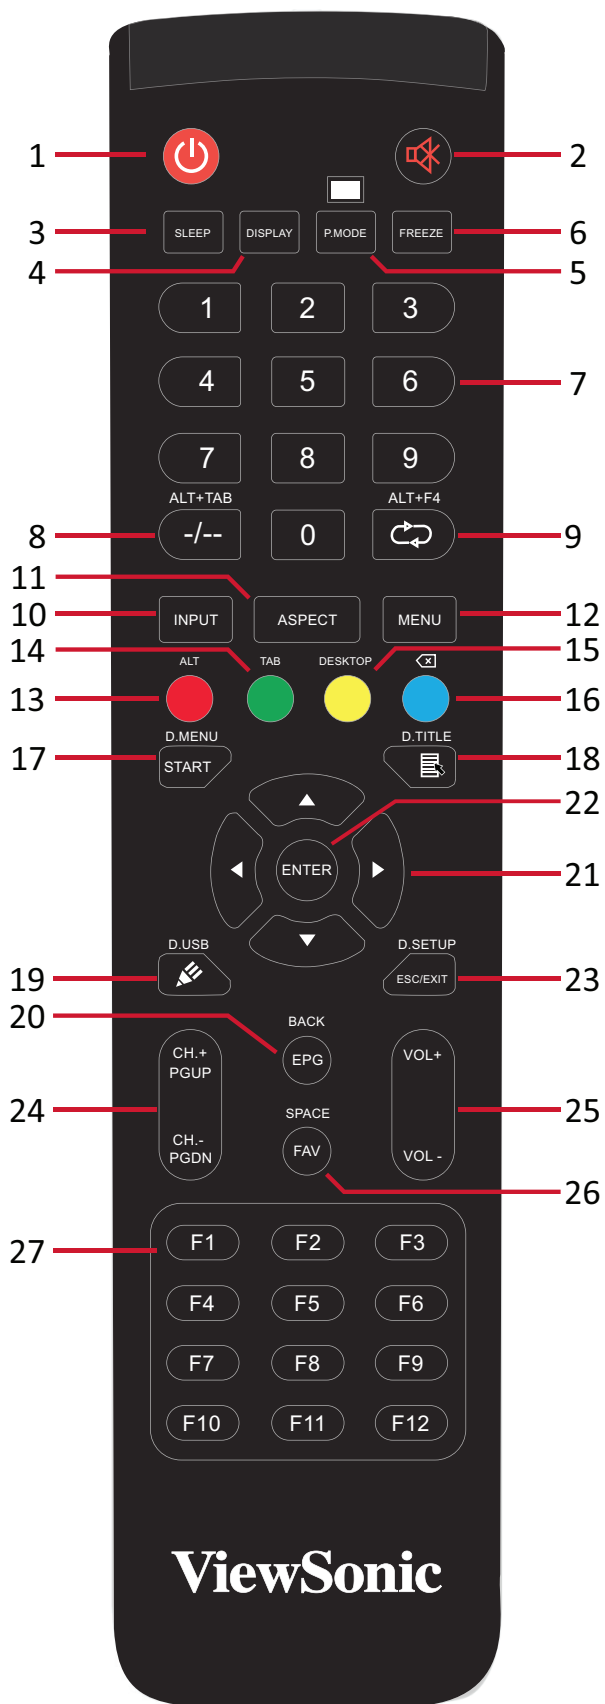 1
2
3 SLEEP DISPLAY P.MODE FREEZE 6
4 5
1 2 3
4 5 6 7
7 8 9
ALT+TAB ALT+F4
8 -/-- 0 9
11
10 INPUT ASPECT MENU 12
14 ALT TAB DESKTOP 15
13 16
D.MENU D.TITLE
17 START 18
22
ENTER 21
D.USB D.SETUP
19 ESC/EXIT 23
20 BACK
EPG
CH.+ VOL+
PGUP
24 SPACE 25
CH.- FAV VOL -
PGDN
26
27 F1 F2 F3
F4 F5 F6
F7 F8 F9
F10 F11 F12
ViewSonic